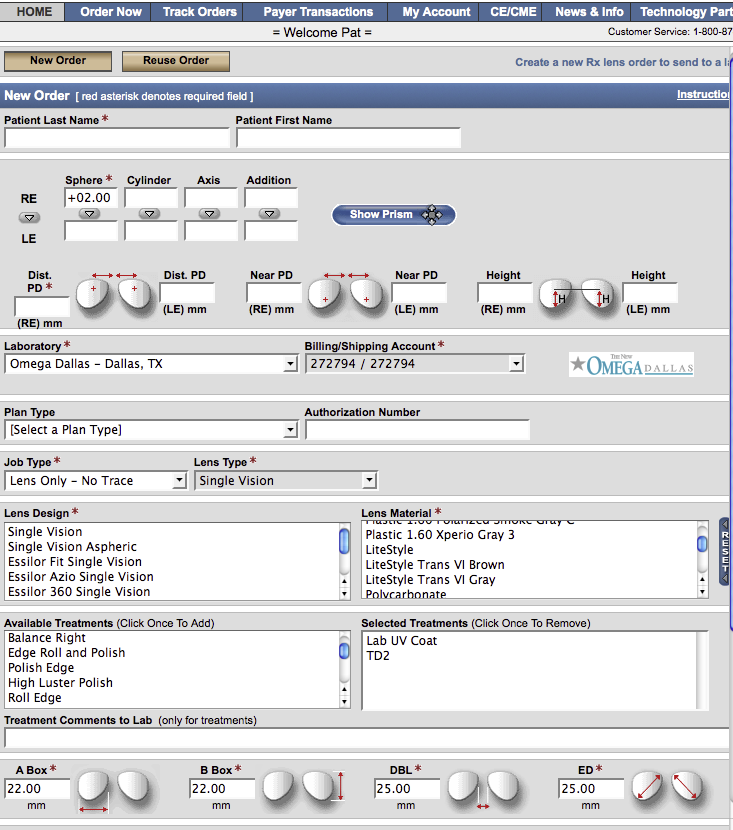 HOME Order Now Track Orders Payer Transactions My Account CE/CME News & Info Technology Par
= Welcome Pat = Customer Service: 1-800-87
New Order Reuse Order Create a new Rx lens order to send to a la
New Order [ red asterisk denotes required field ] Instruction
Patient Last Name * Patient First Name
Sphere * Cylinder Axis Addition
RE +02.00
Show Prism
LE
Dist. PD * Dist. PD Near PD Near PD Height Height
H H
(RE) mm (LE) mm (RE) mm (LE) mm (RE) mm (LE) mm
Laboratory * Billing/Shipping Account *
Omega Dallas – Dallas, TX 272794 / 272794
The New
OMEGA DALLAS
Plan Type Authorization Number
[Select a Plan Type]
Job Type * Lens Type *
Lens Only – No Trace Single Vision
Lens Design * Lens Material *
Single Vision
Single Vision Aspheric
Essilor Fit Single Vision
Essilor Azio Single Vision
Essilor 360 Single Vision
Plastic 1.60 Polarized Smoke Gray C
Plastic 1.60 Xperio Gray 3
LiteStyle
LiteStyle Trans VI Brown
LiteStyle Trans VI Gray
Polycarbonate
RESET
Available Treatments (Click Once To Add) Selected Treatments (Click Once To Remove)
Balance Right
Edge Roll and Polish
Polish Edge
High Luster Polish
Roll Edge
Lab UV Coat
TD2
Treatment Comments to Lab (only for treatments)
A Box * B Box * DBL * ED *
22.00 22.00 25.00 25.00
mm mm mm mm